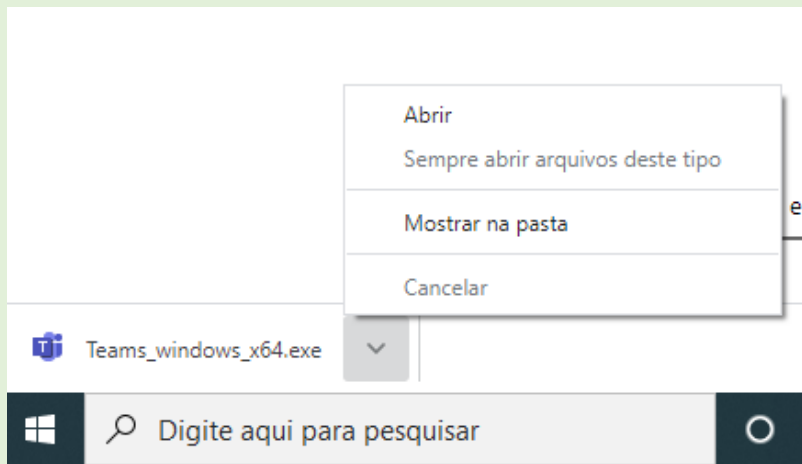 Abrir
Sempre abrir arquivos deste tipo
Mostrar na pasta
e
Cancelar
Teams_windows_x64.exe
Digite aqui para pesquisar